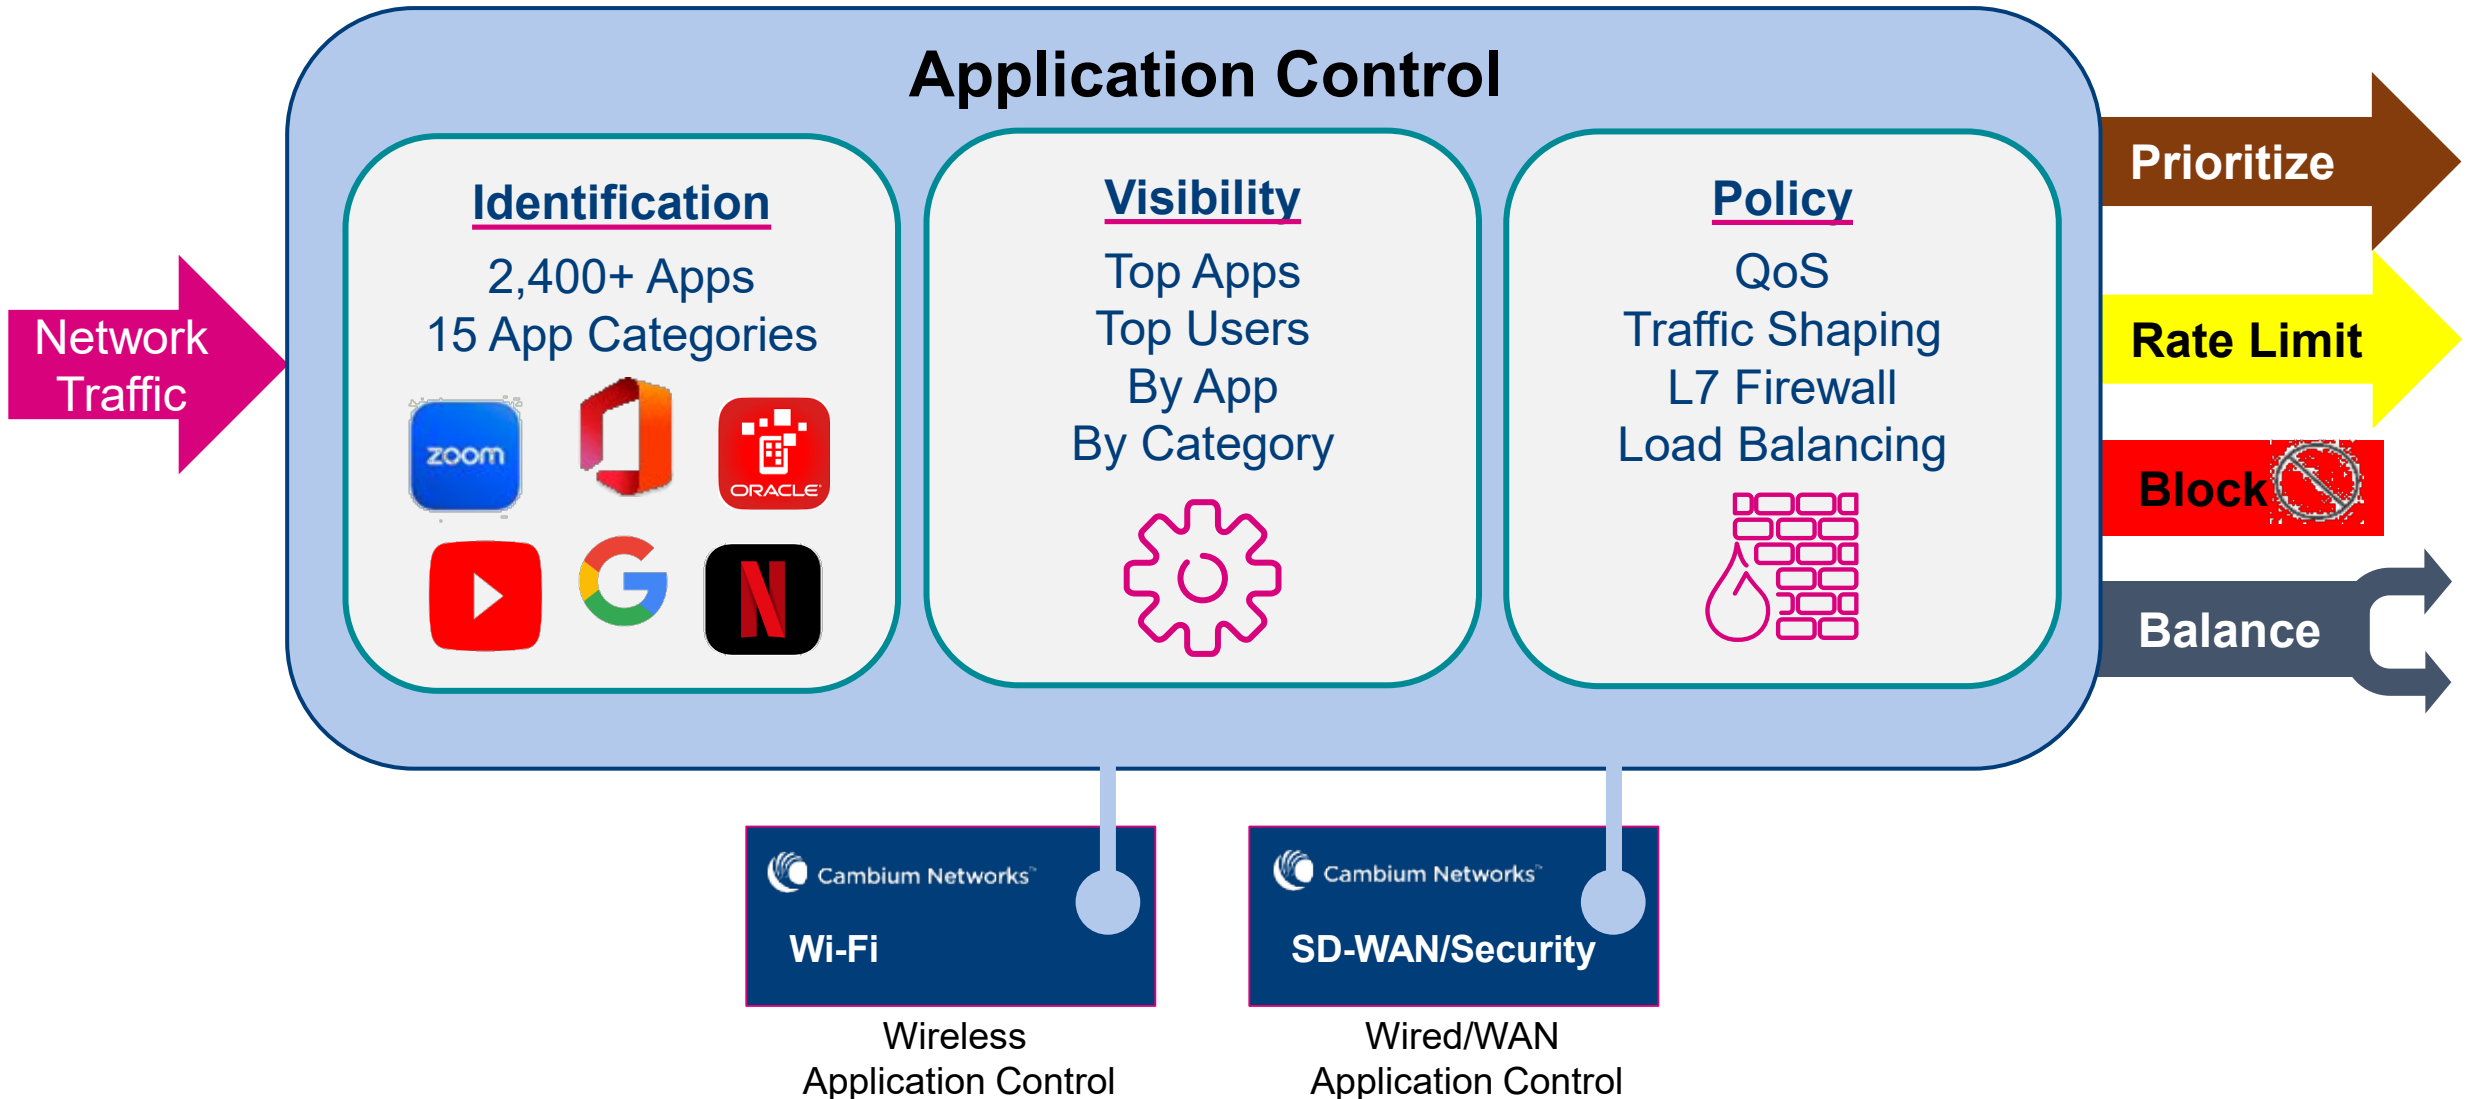 Application Control
Network
Traffic
Identification
2,400+ Apps
15 App Categories
zoom
ORACLE
Visibility
Top Apps
Top Users
By App
By Category
Policy
QoS
Traffic Shaping
L7 Firewall
Load Balancing
Prioritize
Rate Limit
Block
Balance
Cambium Networks™
Wi-Fi
Wireless
Application Control
Cambium Networks™
SD-WAN/Security
Wired/WAN
Application Control